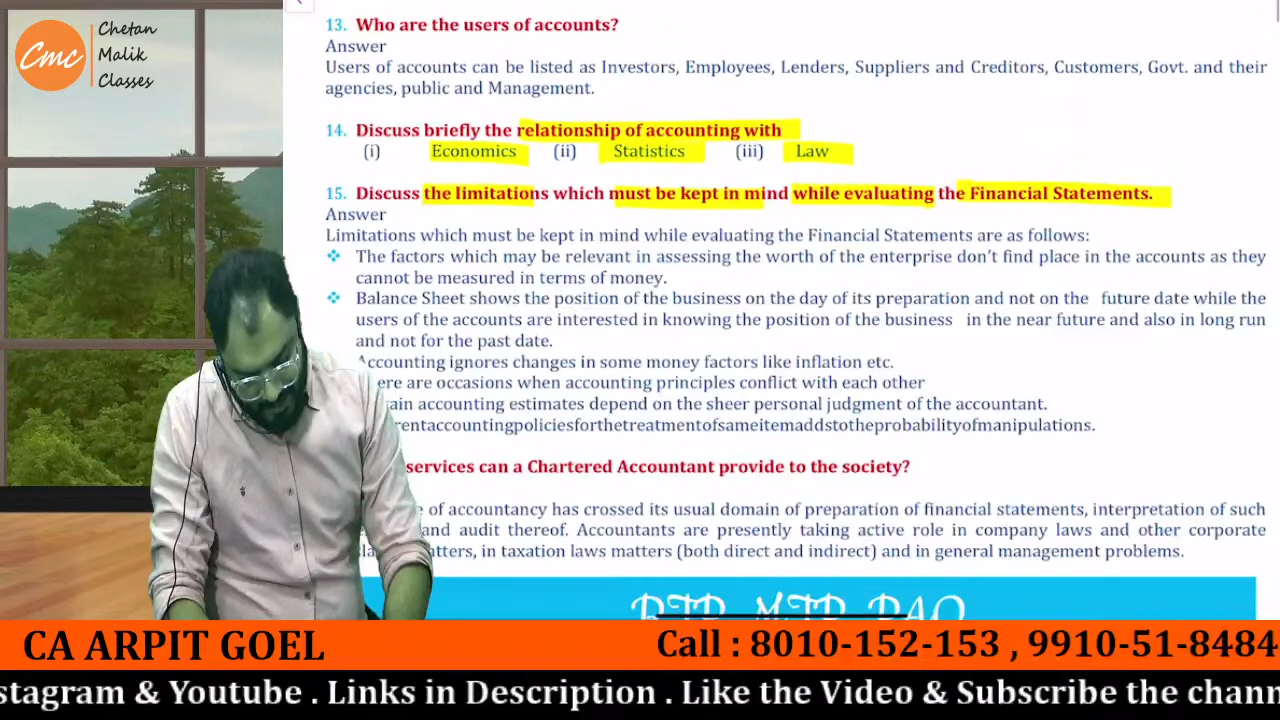 Chetan
Malik
Classes
Cmc
13. Who are the users of accounts?
Answer
Users of accounts can be listed as Investors, Employees, Lenders, Suppliers and Creditors, Customers, Govt. and their
agencies, public and Management.
14. Discuss briefly the relationship of accounting with
(i) Economics (ii) Statistics (iii) Law
15. Discuss the limitations which must be kept in mind while evaluating the Financial Statements.
Answer
Limitations which must be kept in mind while evaluating the Financial Statements are as follows:
❖ The factors which may be relevant in assessing the worth of the enterprise don't find place in the accounts as they
cannot be measured in terms of money.
❖ Balance Sheet shows the position of the business on the day of its preparation and not on the future date while the
users of the accounts are interested in knowing the position of the business in the near future and also in long run
and not for the past date.
Accounting ignores changes in some money factors like inflation etc.
ere are occasions when accounting principles conflict with each other
ain accounting estimates depend on the sheer personal judgment of the accountant.
rentaccountingpoliciesforthetreatmentofsameitemaddstotheprobabilityofmanipulations.
services can a Chartered Accountant provide to the society?
e of accountancy has crossed its usual domain of preparation of financial statements, interpretation of such
and audit thereof. Accountants are presently taking active role in company laws and other corporate
tters, in taxation laws matters (both direct and indirect) and in general management problems.
RTP, MTP, PAQ
CA ARPIT GOEL
Call : 8010-152-153 , 9910-51-8484
stagram & Youtube . Links in Description . Like the Video & Subscribe the chann